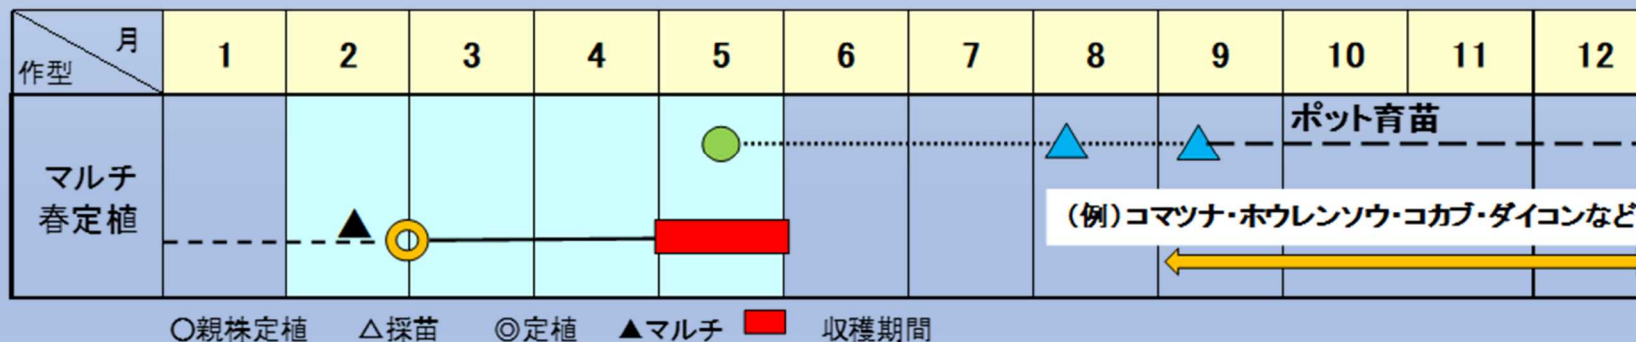 月
作型
1 2 3 4 5 6 7 8 9 10 11 12
ポット育苗
マルチ
春定植
（例）コマツナ・ホウレンソウ・コカブ・ダイコンなど
〇親株定植 △採苗 ◎定植 ▲マルチ 収穫期間